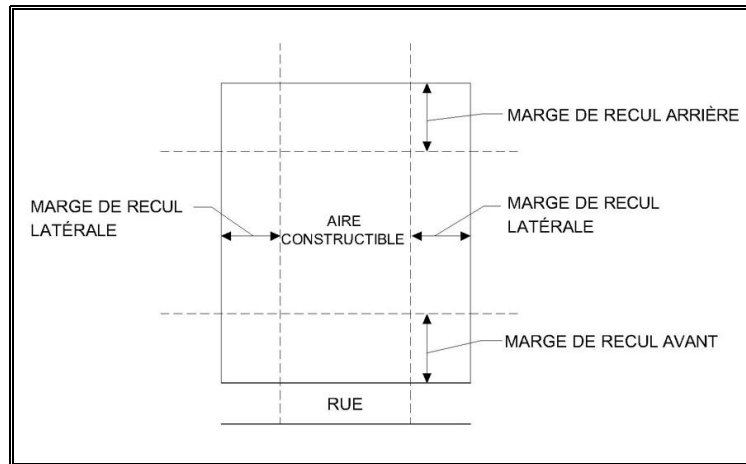 MARGE DE RECUL ARRIÈRE
MARGE DE RECUL
LATÉRALE
AIRE
CONSTRUCTIBLE
MARGE DE RECUL
LATÉRALE
MARGE DE RECUL AVANT
RUE